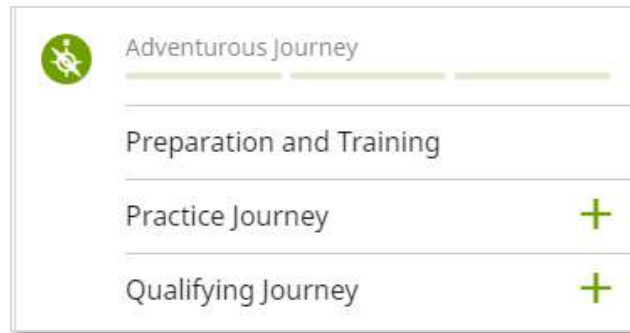 Adventurous Journey
Preparation and Training
Practice Journey
Qualifying Journey